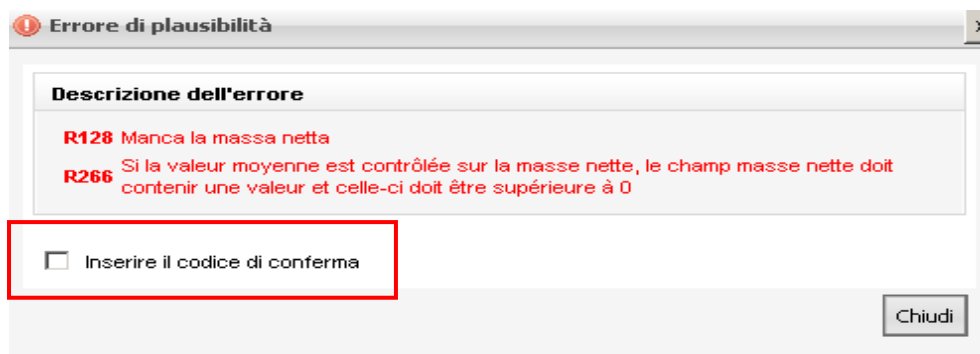 Errore di plausibilità
Descrizione dell'errore
R128 Manca la massa netta
R266 Si la valeur moyenne est contrôlée sur la masse nette, le champ masse nette doit
contenir une valeur et celle-ci doit être supérieure à 0
Inserire il codice di conferma
Chiudi